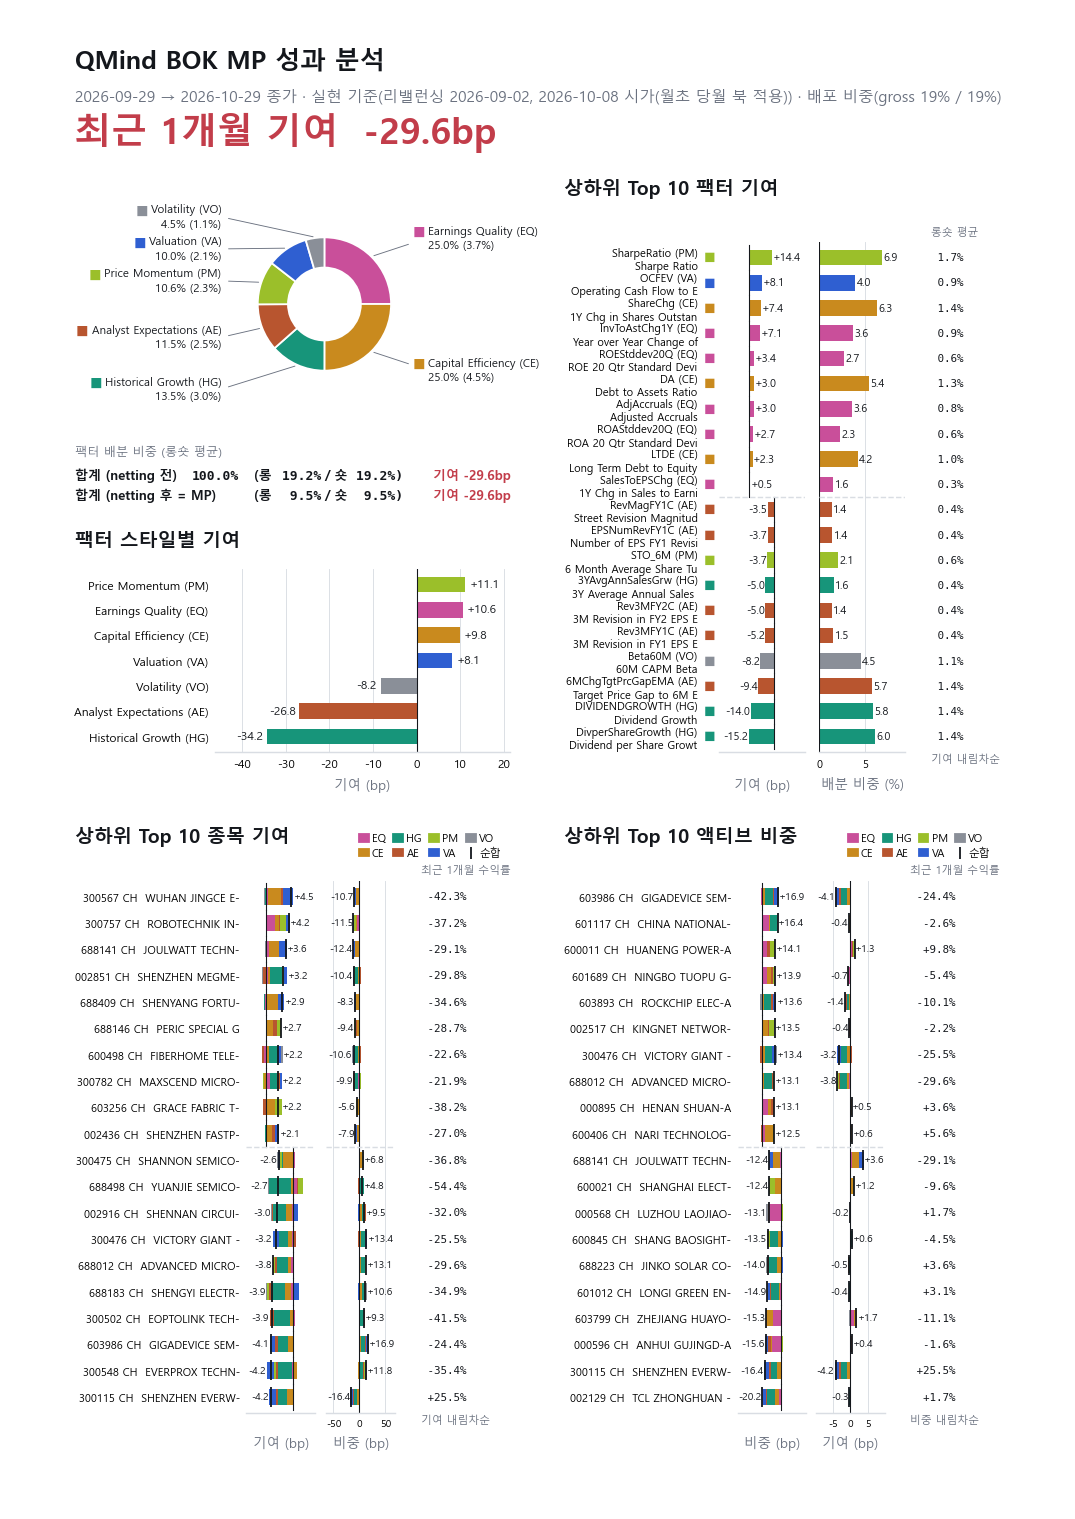 QMind BOK MP 성과 분석
2026-09-29 → 2026-10-29 종가 · 실현 기준(리밸런싱 2026-09-02, 2026-10-08 시가(월초 당월 북 적용)) · 배포 비중(gross 19% / 19%)
최근 1개월 기여 -29.6bp
Volatility (VO)
4.5% (1.1%)
Valuation (VA)
10.0% (2.1%)
Price Momentum (PM)
10.6% (2.3%)
Analyst Expectations (AE)
11.5% (2.5%)
Historical Growth (HG)
13.5% (3.0%)
Earnings Quality (EQ)
25.0% (3.7%)
Capital Efficiency (CE)
25.0% (4.5%)
팩터 배분 비중 (롱숏 평균)
합계 (netting 전) 100.0% (롱 19.2% / 숏 19.2%) 기여 -29.6bp
합계 (netting 후 = MP) (롱 9.5% / 숏 9.5%) 기여 -29.6bp
팩터 스타일별 기여
Price Momentum (PM) +11.1
Earnings Quality (EQ) +10.6
Capital Efficiency (CE) +9.8
Valuation (VA) +8.1
Volatility (VO) -8.2
Analyst Expectations (AE) -26.8
Historical Growth (HG) -34.2
-40 -30 -20 -10 0 10 20
기여 (bp)
상하위 Top 10 팩터 기여
롱숏 평균
SharpeRatio (PM) +14.4 6.9 1.7%
Sharpe Ratio
OCFEV (VA) +8.1 4.0 0.9%
Operating Cash Flow to E
ShareChg (CE) +7.4 6.3 1.4%
1Y Chg in Shares Outstan
InvToAstChg1Y (EQ) +7.1 3.6 0.9%
Year over Year Change of
ROEStddev20Q (EQ) +3.4 2.7 0.6%
ROE 20 Qtr Standard Devi
DA (CE) +3.0 5.4 1.3%
Debt to Assets Ratio
AdjAccruals (EQ) +3.0 3.6 0.8%
Adjusted Accruals
ROAStddev20Q (EQ) +2.7 2.3 0.6%
ROA 20 Qtr Standard Devi
LTDE (CE) +2.3 4.2 1.0%
Long Term Debt to Equity
SalesToEPSChg (EQ) +0.5 1.6 0.3%
1Y Chg in Sales to Earni
RevMagFY1C (AE) -3.5 1.4 0.4%
Street Revision Magnitud
EPSNumRevFY1C (AE) -3.7 1.4 0.4%
Number of EPS FY1 Revisi
STO_6M (PM) -3.7 2.1 0.6%
6 Month Average Share Tu
3YAvgAnnSalesGrw (HG) -5.0 1.6 0.4%
3Y Average Annual Sales
Rev3MFY2C (AE) -5.0 1.4 0.4%
3M Revision in FY2 EPS E
Rev3MFY1C (AE) -5.2 1.5 0.4%
3M Revision in FY1 EPS E
Beta60M (VO) -8.2 4.5 1.1%
60M CAPM Beta
6MChgTgtPrcGapEMA (AE) -9.4 5.7 1.4%
Target Price Gap to 6M E
DIVIDENDGROWTH (HG) -14.0 5.8 1.4%
Dividend Growth
DivperShareGrowth (HG) -15.2 6.0 1.4%
Dividend per Share Growt
0 5
기여 내림차순
기여 (bp) 배분 비중 (%)
상하위 Top 10 종목 기여
EQ HG PM VO
CE AE VA 순합
최근 1개월 수익률
300567 CH WUHAN JINGCE E- +4.5 -10.7 -42.3%
300757 CH ROBOTECHNIK IN- +4.2 -11.5 -37.2%
688141 CH JOULWATT TECHN- +3.6 -12.4 -29.1%
002851 CH SHENZHEN MEGME- +3.2 -10.4 -29.8%
688409 CH SHENYANG FORTU- +2.9 -8.3 -34.6%
688146 CH PERIC SPECIAL G +2.7 -9.4 -28.7%
600498 CH FIBERHOME TELE- +2.2 -10.6 -22.6%
300782 CH MAXSCEND MICRO- +2.2 -9.9 -21.9%
603256 CH GRACE FABRIC T- +2.2 -5.6 -38.2%
002436 CH SHENZHEN FASTP- +2.1 -7.9 -27.0%
300475 CH SHANNON SEMICO- -2.6 +6.8 -36.8%
688498 CH YUANJIE SEMICO- -2.7 +4.8 -54.4%
002916 CH SHENNAN CIRCUI- -3.0 +9.5 -32.0%
300476 CH VICTORY GIANT - -3.2 +13.4 -25.5%
688012 CH ADVANCED MICRO- -3.8 +13.1 -29.6%
688183 CH SHENGYI ELECTR- -3.9 +10.6 -34.9%
300502 CH EOPTOLINK TECH- -3.9 +9.3 -41.5%
603986 CH GIGADEVICE SEM- -4.1 +16.9 -24.4%
300548 CH EVERPROX TECHN- -4.2 +11.8 -35.4%
300115 CH SHENZHEN EVERW- -4.2 -16.4 +25.5%
-50 0 50
기여 내림차순
기여 (bp) 비중 (bp)
상하위 Top 10 액티브 비중
EQ HG PM VO
CE AE VA 순합
최근 1개월 수익률
603986 CH GIGADEVICE SEM- +16.9 -4.1 -24.4%
601117 CH CHINA NATIONAL- +16.4 -0.4 -2.6%
600011 CH HUANENG POWER-A +14.1 +1.3 +9.8%
601689 CH NINGBO TUOPU G- +13.9 -0.7 -5.4%
603893 CH ROCKCHIP ELEC-A +13.6 -1.4 -10.1%
002517 CH KINGNET NETWOR- +13.5 -0.4 -2.2%
300476 CH VICTORY GIANT - +13.4 -3.2 -25.5%
688012 CH ADVANCED MICRO- +13.1 -3.8 -29.6%
000895 CH HENAN SHUAN-A +13.1 +0.5 +3.6%
600406 CH NARI TECHNOLOG- +12.5 +0.6 +5.6%
688141 CH JOULWATT TECHN- -12.4 +3.6 -29.1%
600021 CH SHANGHAI ELECT- -12.4 +1.2 -9.6%
000568 CH LUZHOU LAOJIAO- -13.1 -0.2 +1.7%
600845 CH SHANG BAOSIGHT- -13.5 +0.6 -4.5%
688223 CH JINKO SOLAR CO- -14.0 -0.5 +3.6%
601012 CH LONGI GREEN EN- -14.9 -0.4 +3.1%
603799 CH ZHEJIANG HUAYO- -15.3 +1.7 -11.1%
000596 CH ANHUI GUJINGD-A -15.6 +0.4 -1.6%
300115 CH SHENZHEN EVERW- -16.4 -4.2 +25.5%
002129 CH TCL ZHONGHUAN - -20.2 -0.3 +1.7%
-5 0 5
비중 내림차순
비중 (bp) 기여 (bp)